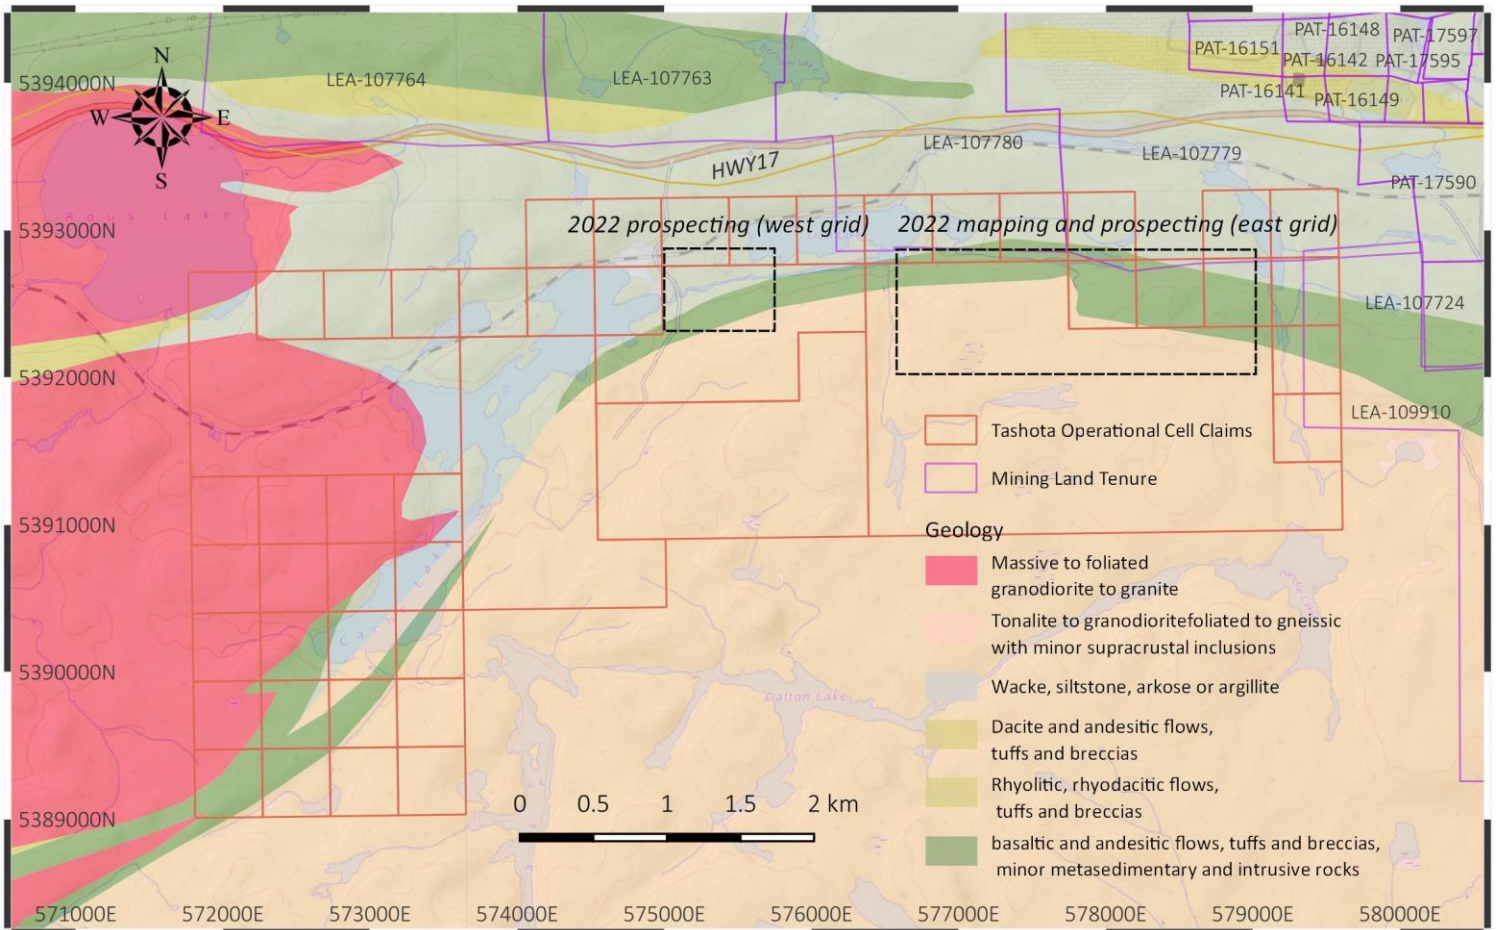 N
W E
S
LEA-107764
LEA-107763
PAT-16148
PAT-17597
PAT-16151
PAT-16142
PAT-17595
PAT-16141
PAT-16149
5394000N
LEA-107780
LEA-107779
HWY17
PAT-17590
Rous Lake
5393000N
2022 prospecting (west grid)
2022 mapping and prospecting (east grid)
LEA-107724
5392000N
LEA-109910
Tashota Operational Cell Claims
Mining Land Tenure
5391000N
Geology
Massive to foliated
granodiorite to granite
Tonalite to granodioritefoliated to gneissic
with minor supracrustal inclusions
5390000N
Wacke, siltstone, arkose or argillite
Dalton Lake
Dacite and andesitic flows,
tuffs and breccias
Rhyolitic, rhyodacitic flows,
tuffs and breccias
0 0.5 1 1.5 2 km
5389000N
basaltic and andesitic flows, tuffs and breccias,
minor metasedimentary and intrusive rocks
571000E 572000E 573000E 574000E 575000E 576000E 577000E 578000E 579000E 580000E